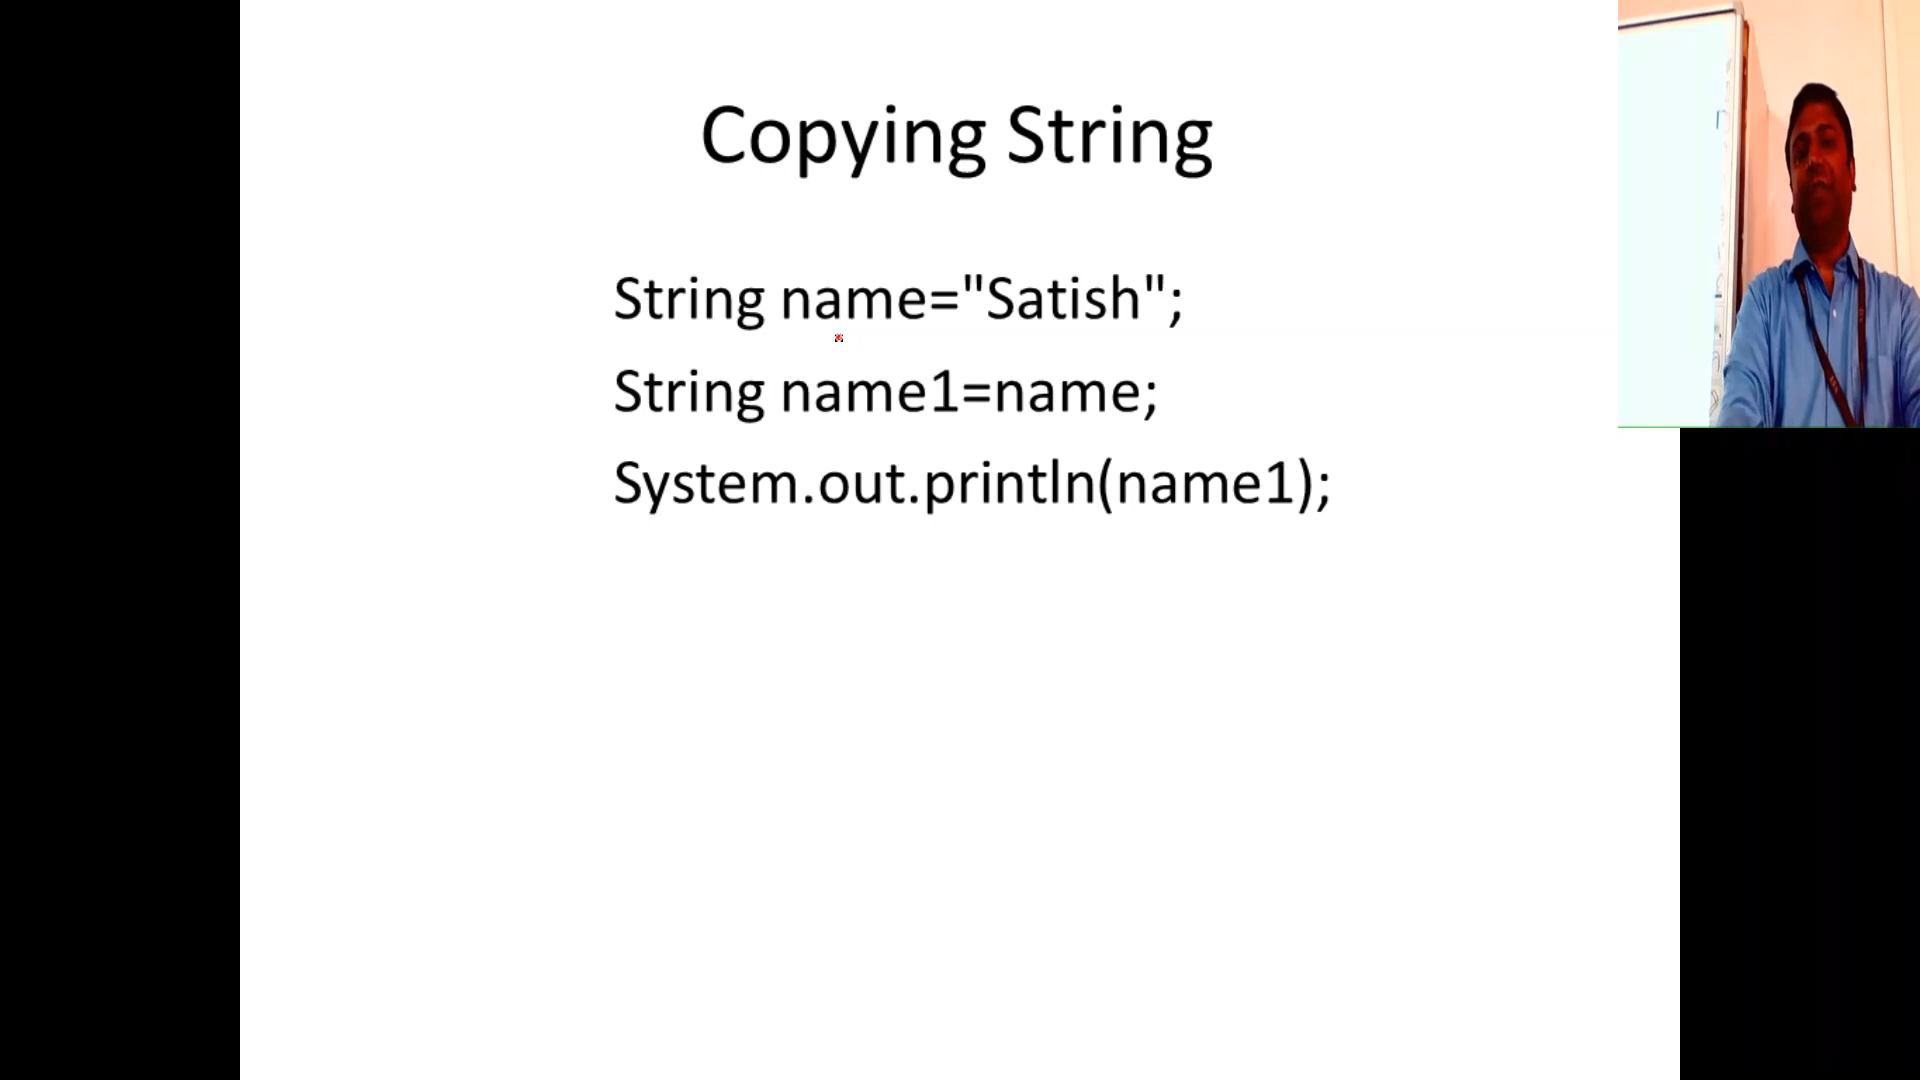 Copying String
String name="Satish";
String name1=name;
System.out.println(name1);